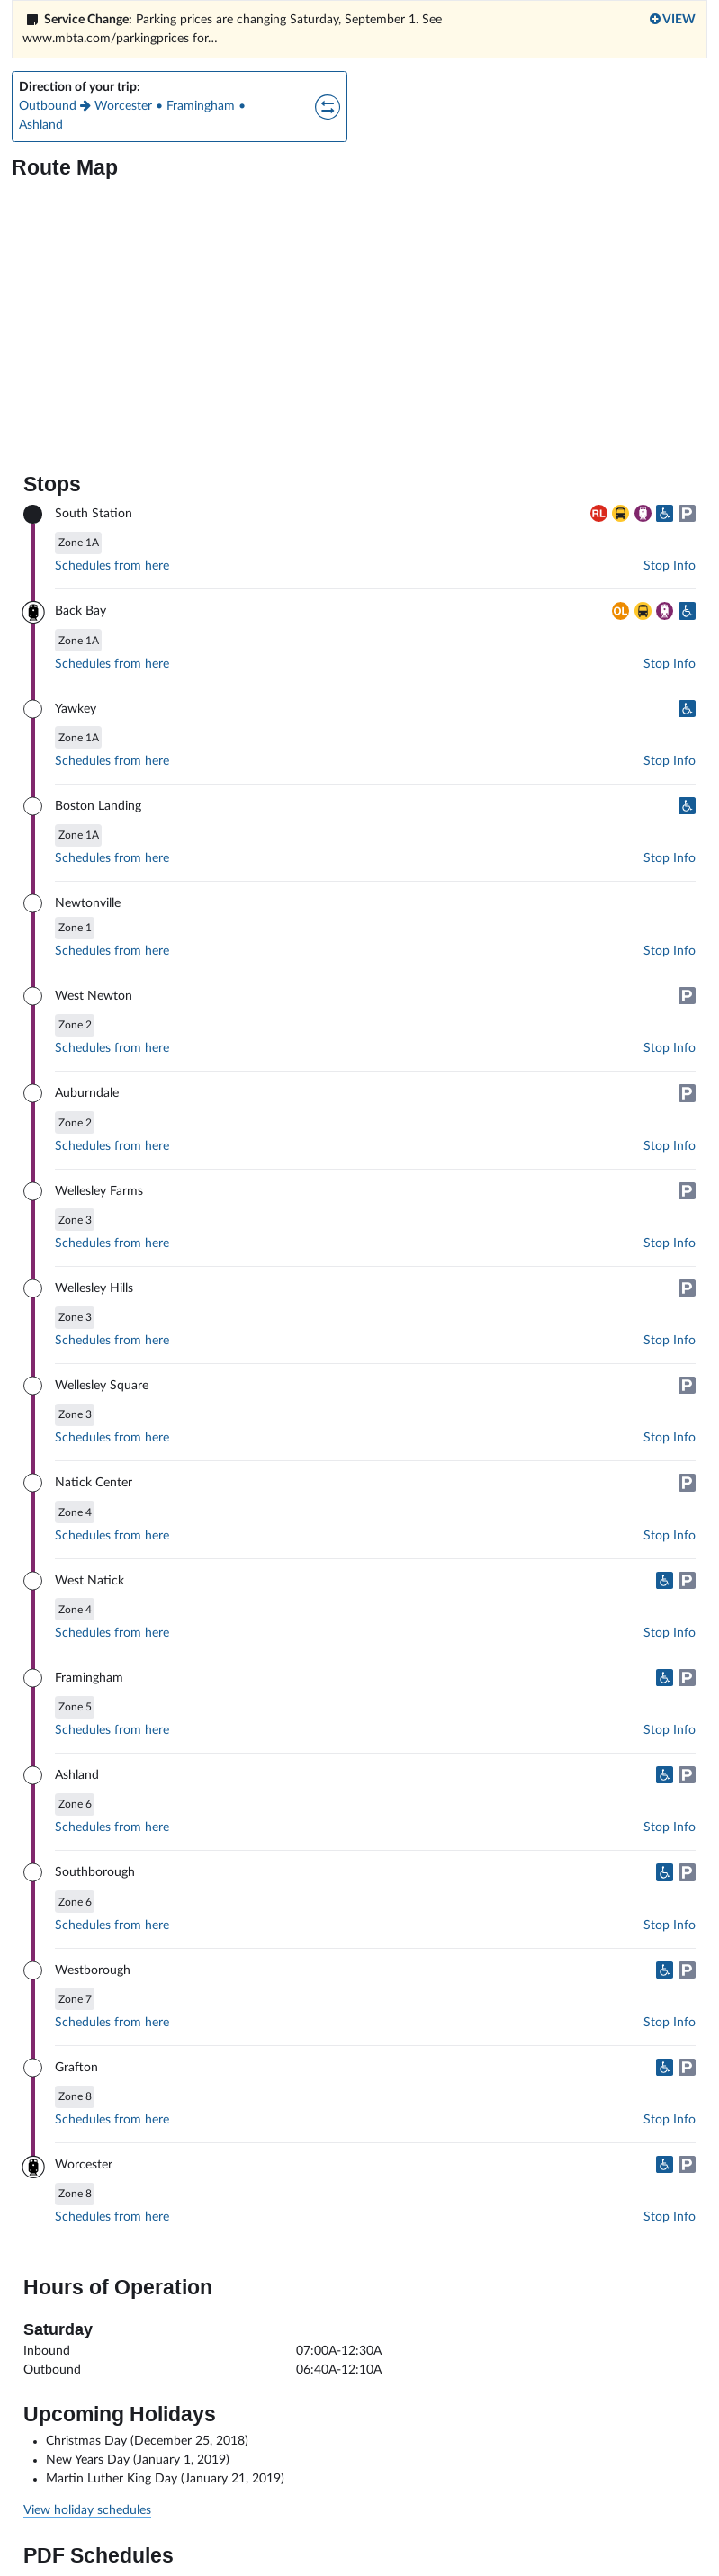 Service Change: Parking prices are changing Saturday, September 1. See
www.mbta.com/parkingprices for...
VIEW
Direction of your trip:
Outbound → Worcester • Framingham •
Ashland
Route Map
Stops
South Station
RL
P
Zone 1A
Schedules from here
Stop Info
Back Bay
OL
Zone 1A
Schedules from here
Stop Info
Yawkey
Zone 1A
Schedules from here
Stop Info
Boston Landing
Zone 1A
Schedules from here
Stop Info
Newtonville
Zone 1
Schedules from here
Stop Info
West Newton
P
Zone 2
Schedules from here
Stop Info
Auburndale
P
Zone 2
Schedules from here
Stop Info
Wellesley Farms
P
Zone 3
Schedules from here
Stop Info
Wellesley Hills
P
Zone 3
Schedules from here
Stop Info
Wellesley Square
P
Zone 3
Schedules from here
Stop Info
Natick Center
P
Zone 4
Schedules from here
Stop Info
West Natick
P
Zone 4
Schedules from here
Stop Info
Framingham
P
Zone 5
Schedules from here
Stop Info
Ashland
P
Zone 6
Schedules from here
Stop Info
Southborough
P
Zone 6
Schedules from here
Stop Info
Westborough
P
Zone 7
Schedules from here
Stop Info
Grafton
P
Zone 8
Schedules from here
Stop Info
Worcester
P
Zone 8
Schedules from here
Stop Info
Hours of Operation
Saturday
Inbound 07:00A-12:30A
Outbound 06:40A-12:10A
Upcoming Holidays
• Christmas Day (December 25, 2018)
• New Years Day (January 1, 2019)
• Martin Luther King Day (January 21, 2019)
View holiday schedules
PDF Schedules